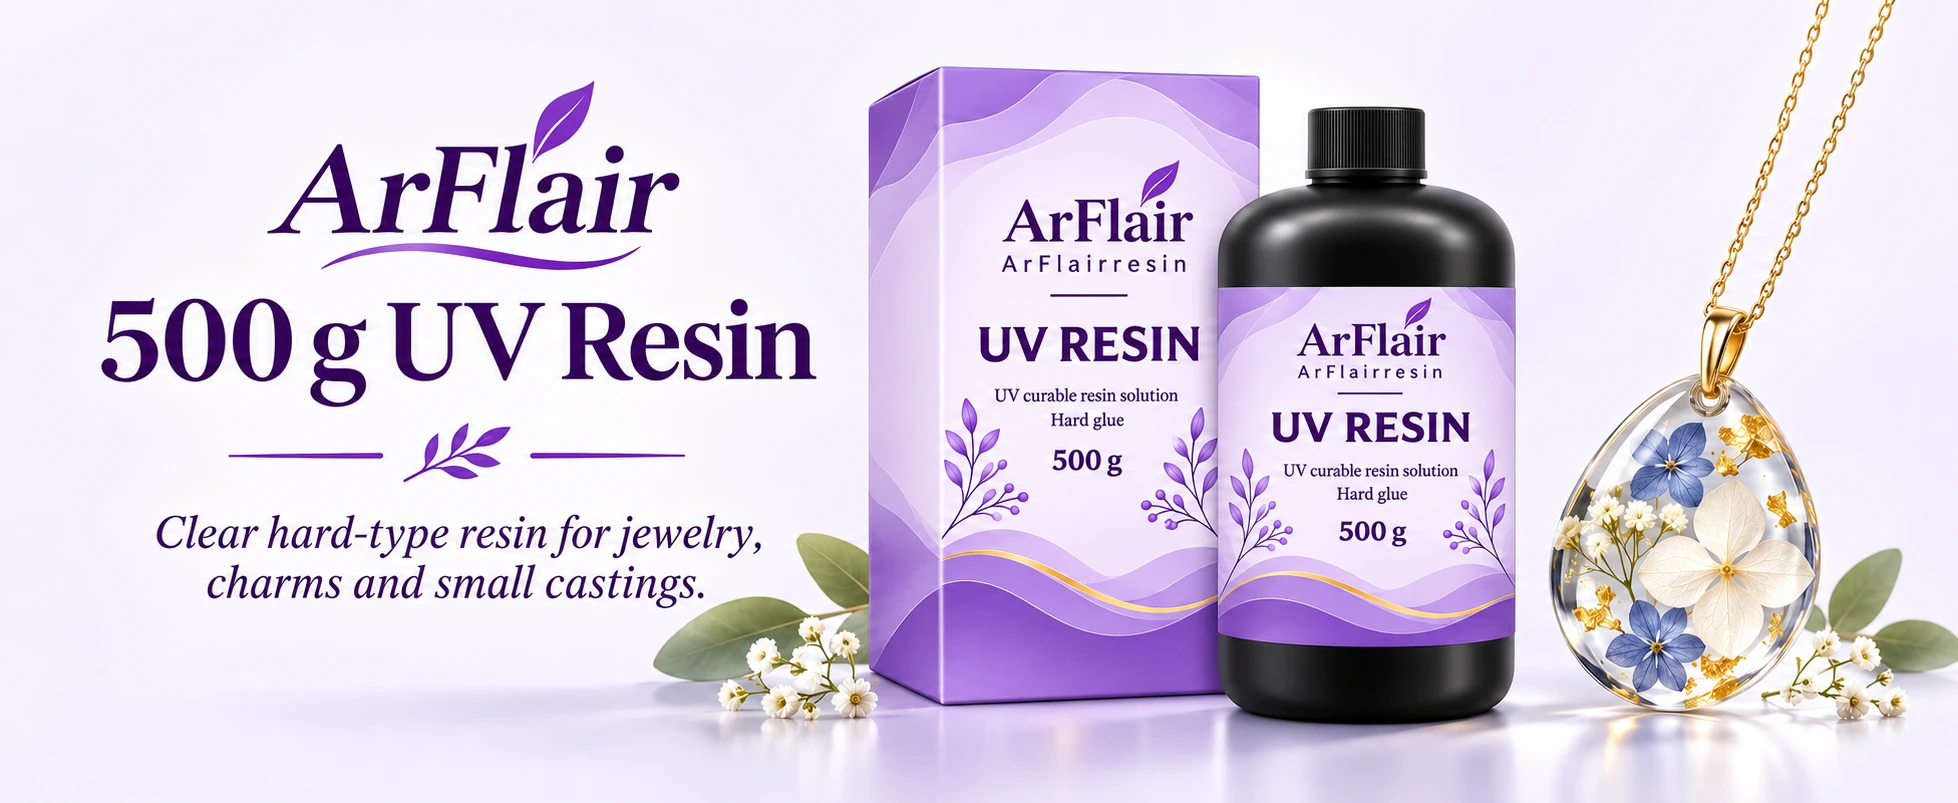 ArFlair
500 g UV Resin
Clear hard-type resin for jewelry,
charms and small castings.
ArFlair
ArFlairresin
UV RESIN
UV curable resin solution
Hard glue
500 g
ArFlair
ArFlairresin
UV RESIN
UV curable resin solution
Hard glue
500 g